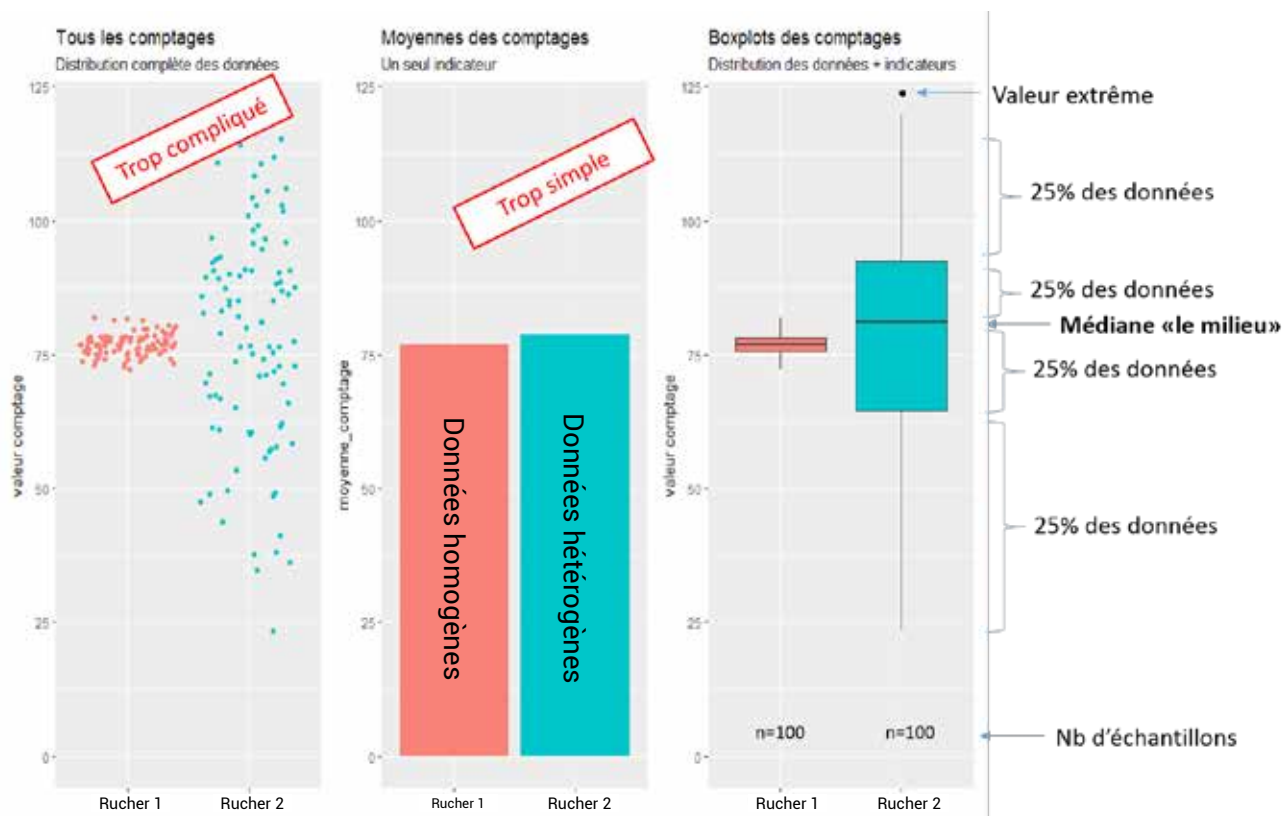 Tous les comptages
Distribution complète des données
125
100
75
50
25
0
valeur comptage
Trop compliqué
Rucher 1
Rucher 2
Moyennes des comptages
Un seul indicateur
125
100
75
50
25
0
moyenne_comptage
Trop simple
Données homogènes
Données hétérogènes
Rucher 1
Rucher 2
Boxplots des comptages
Distribution des données + indicateurs
125
100
75
50
25
0
valeur comptage
n=100
n=100
Rucher 1
Rucher 2
Valeur extrême
25% des données
25% des données
Médiane «le milieu»
25% des données
25% des données
Nb d'échantillons